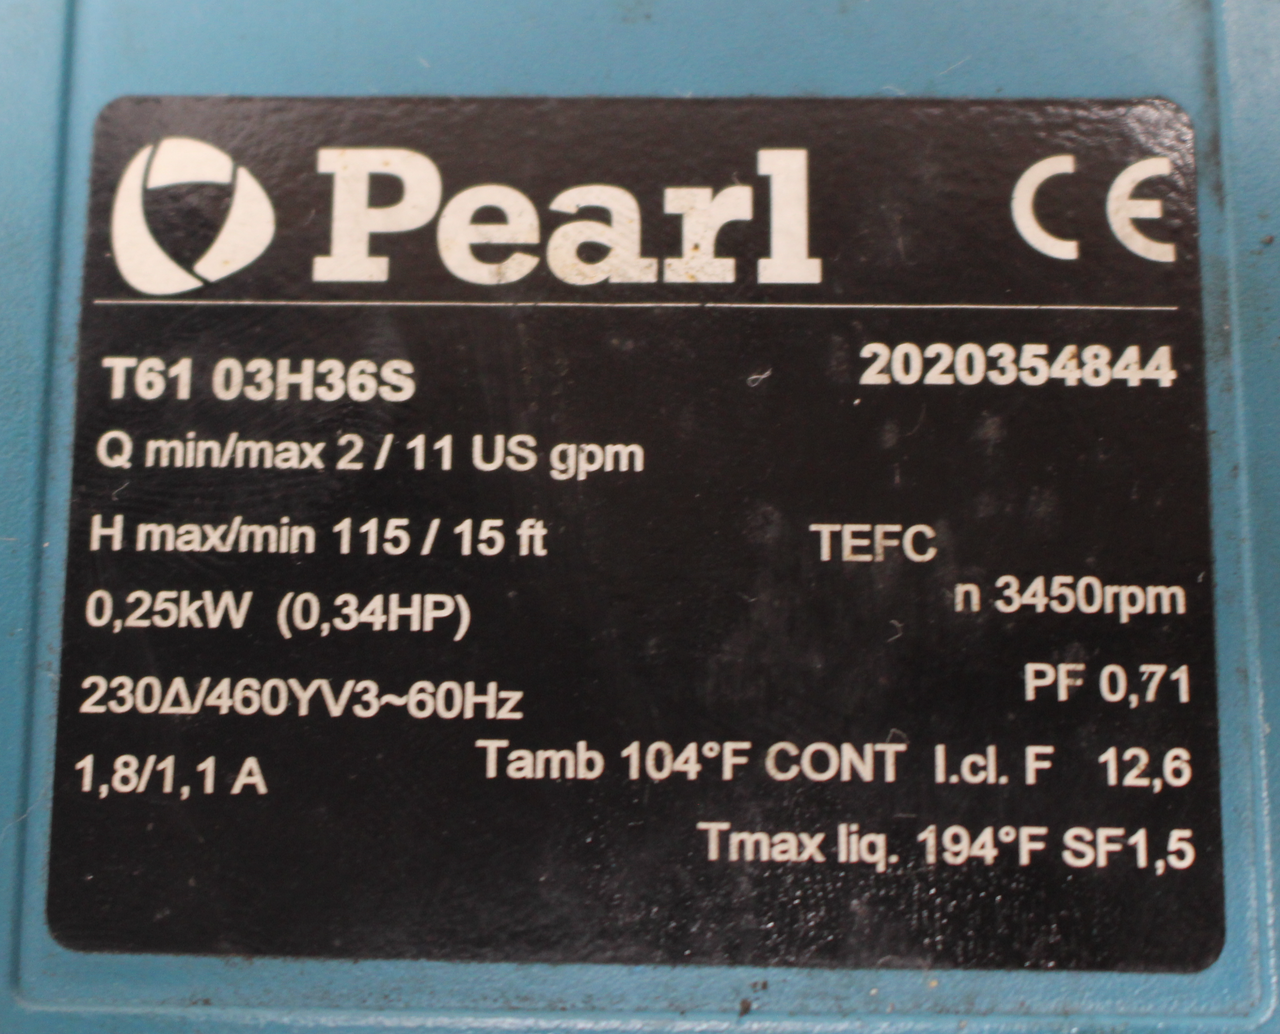 Pearl CE
T61 03H36S 2020354844
Q min/max 2 / 11 US gpm
H max/min 115 / 15 ft TEFC
0,25kW (0,34HP) n 3450rpm
230Δ/460YV3~60Hz PF 0,71
1,8/1,1 A Tamb 104°F CONT I.cl. F 12,6
Tmax liq. 194°F SF1,5